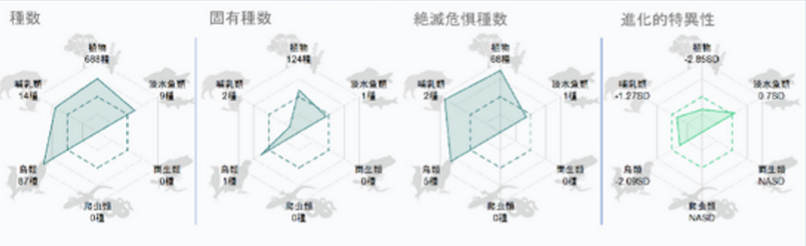 種数
植物
688種
淡水魚類
9種
両生類
0種
爬虫類
0種
鳥類
87種
哺乳類
14種
固有種数
植物
124種
淡水魚類
1種
両生類
0種
爬虫類
0種
鳥類
1種
哺乳類
2種
絶滅危惧種数
植物
68種
淡水魚類
1種
両生類
0種
爬虫類
0種
鳥類
5種
哺乳類
2種
進化的特異性
植物
-2.85SD
淡水魚類
0.7SD
両生類
NASD
爬虫類
NASD
鳥類
-2.09SD
哺乳類
-1.27SD